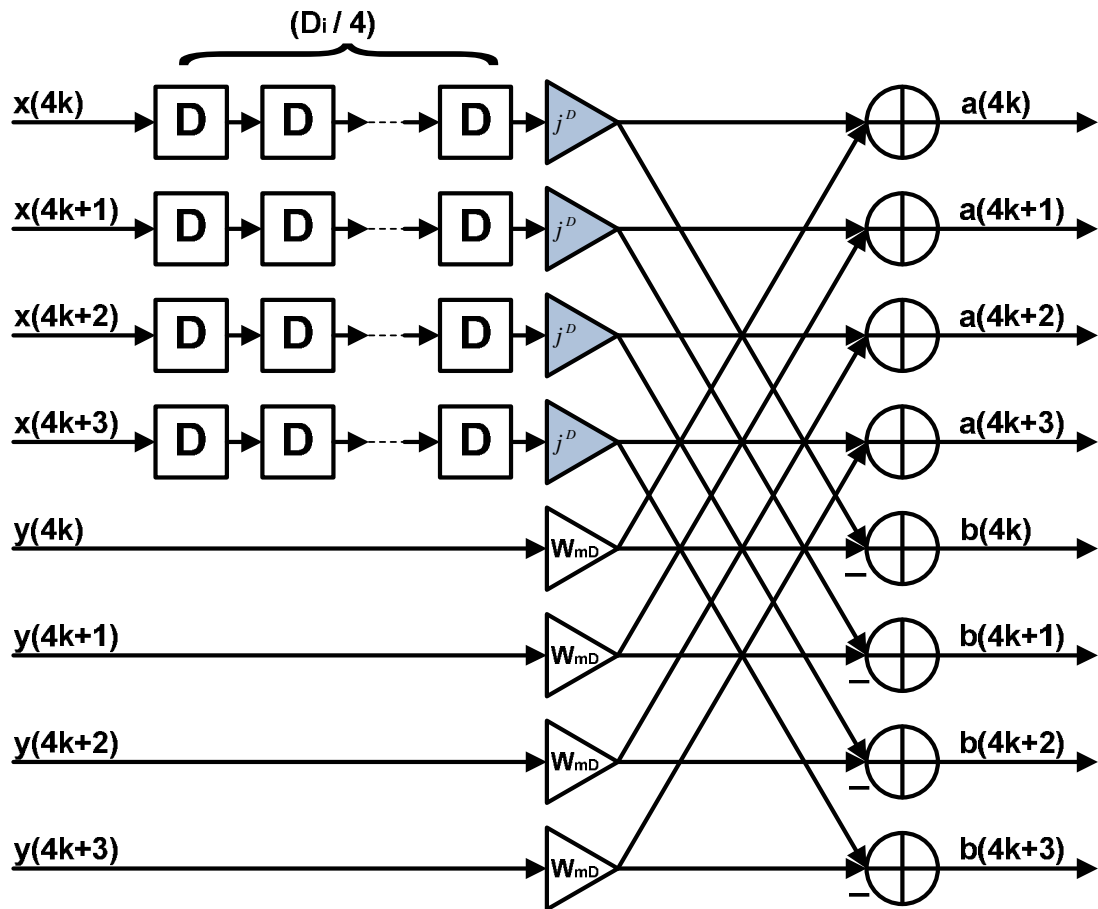 (Di / 4)
x(4k) D D D j^D a(4k)
x(4k+1) D D D j^D a(4k+1)
x(4k+2) D D D j^D a(4k+2)
x(4k+3) D D D j^D a(4k+3)
y(4k) WmD b(4k)
−
y(4k+1) WmD b(4k+1)
−
y(4k+2) WmD b(4k+2)
−
y(4k+3) WmD b(4k+3)
−